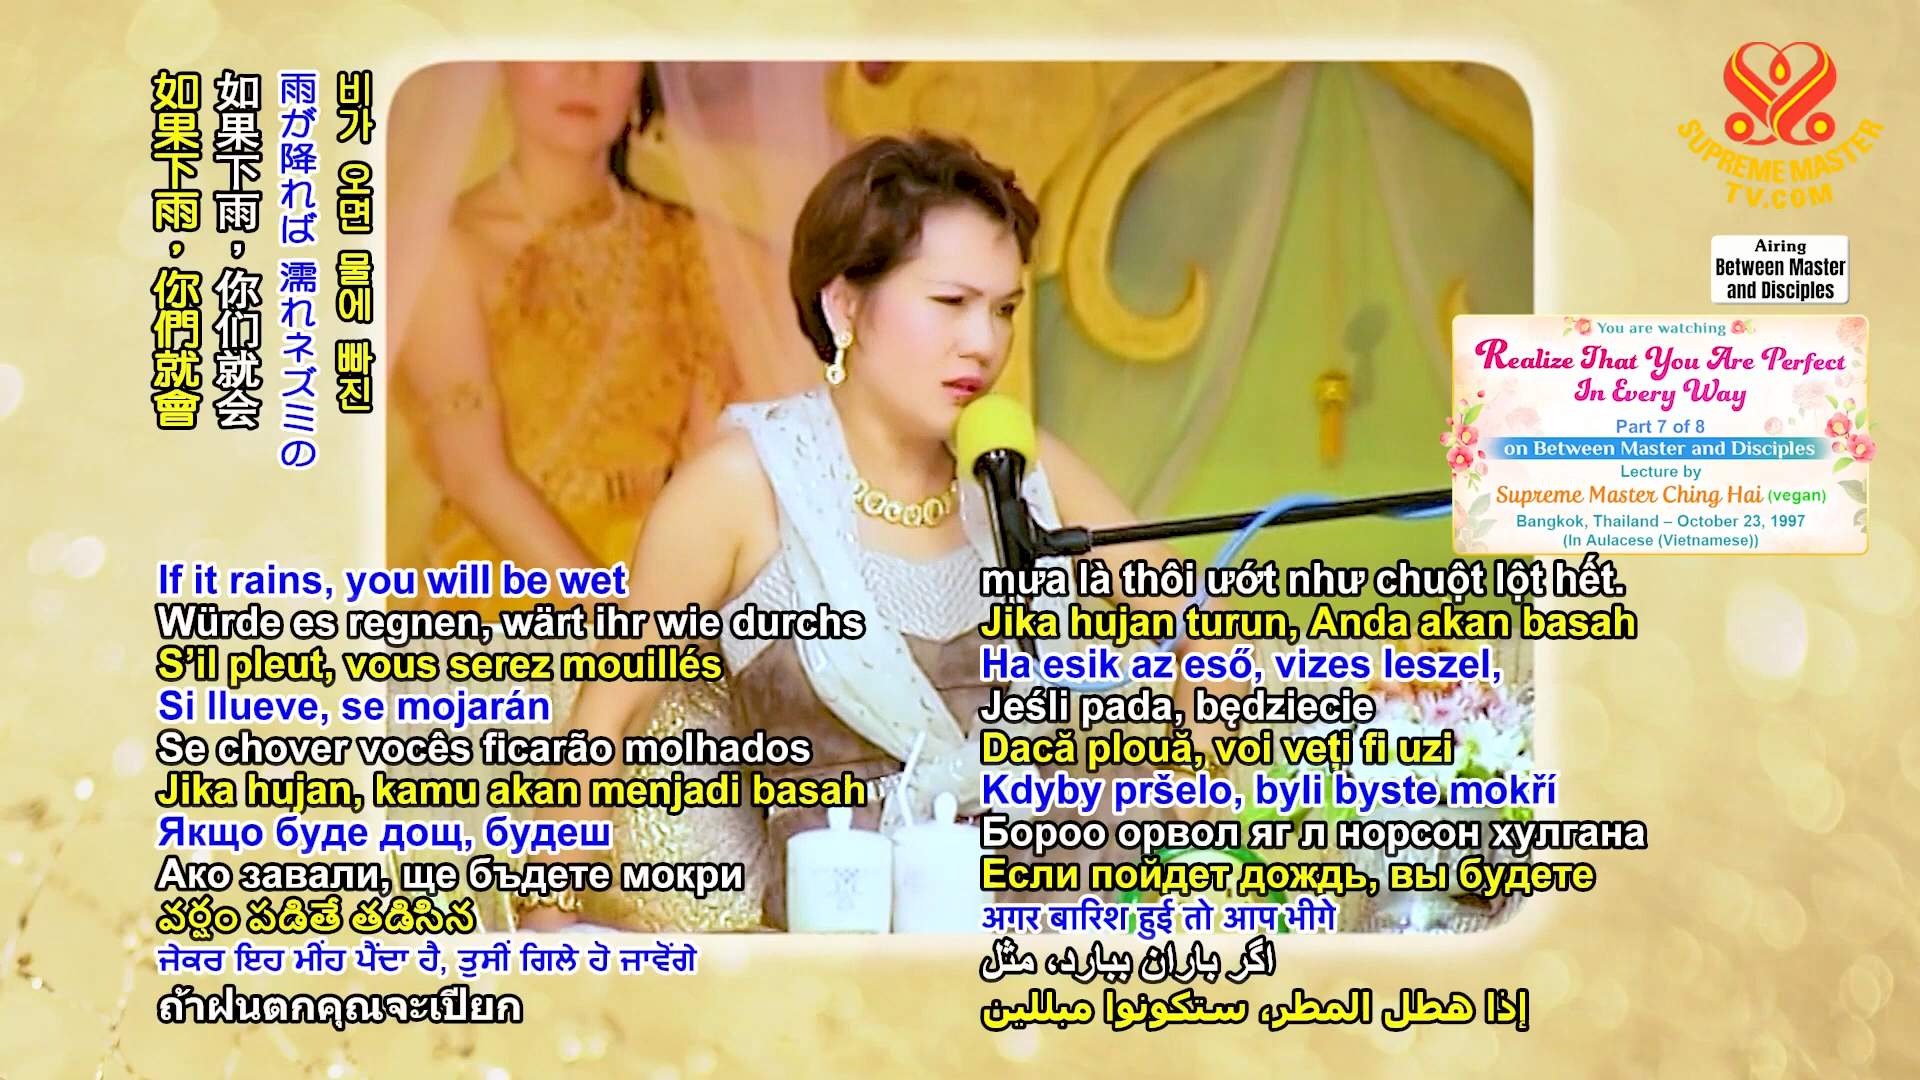 如果下雨，你們就會
如果下雨，你们就会
雨が降れば 濡れネズミの
비가 오면 물에 빠진
SUPREME MASTER
TV.COM
Airing
Between Master
and Disciples
You are watching
Realize That You Are Perfect
In Every Way
Part 7 of 8
on Between Master and Disciples
Lecture by
Supreme Master Ching Hai (vegan)
Bangkok, Thailand – October 23, 1997
(In Aulacese (Vietnamese))
If it rains, you will be wet
Würde es regnen, wärt ihr wie durchs
S’il pleut, vous serez mouillés
Si llueve, se mojarán
Se chover vocês ficarão molhados
Jika hujan, kamu akan menjadi basah
Якщо буде дощ, будеш
Ако завали, ще бъдете мокри
వర్షం పడితే తడిసిన
ਜੇਕਰ ਇਹ ਮੀਂਹ ਪੈਂਦਾ ਹੈ, ਤੁਸੀਂ ਗਿਲੇ ਹੋ ਜਾਵੋਂਗੇ
ถ้าฝนตกคุณจะเปียก
mưa là thôi ướt như chuột lột hết.
Jika hujan turun, Anda akan basah
Ha esik az eső, vizes leszel,
Jeśli pada, będziecie
Dacă plouă, voi veți fi uzi
Kdyby pršelo, byli byste mokří
Бороо орвол яг л норсон хулгана
Если пойдет дождь, вы будете
अगर बारिश हुई तो आप भीगे
اگر باران ببارد، مثل
إذا هطل المطر، ستكونوا مبللين